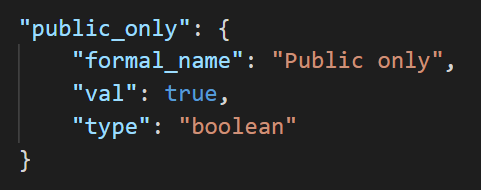 "public_only": {
    "formal_name": "Public only",
    "val": true,
    "type": "boolean"
}